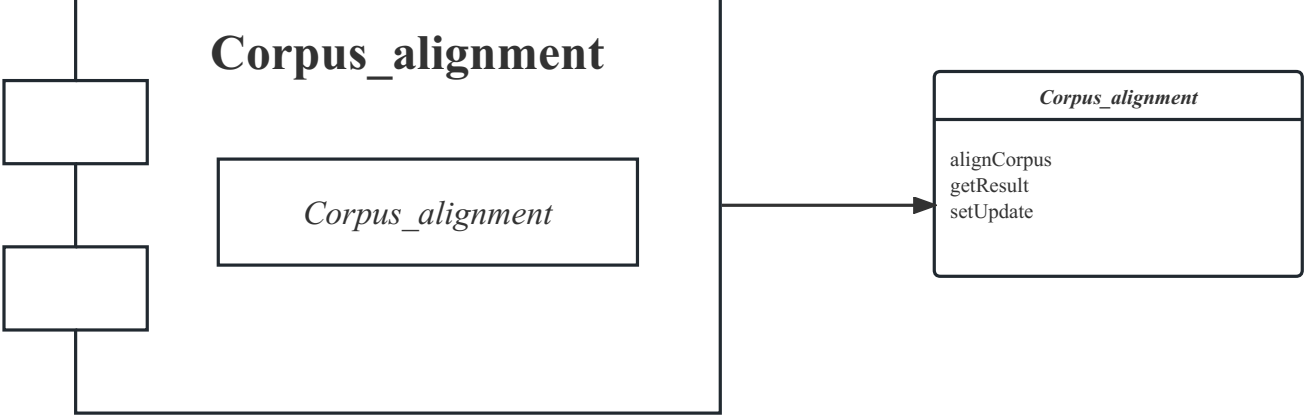 Corpus_alignment
Corpus_alignment
Corpus_alignment
alignCorpus
getResult
setUpdate